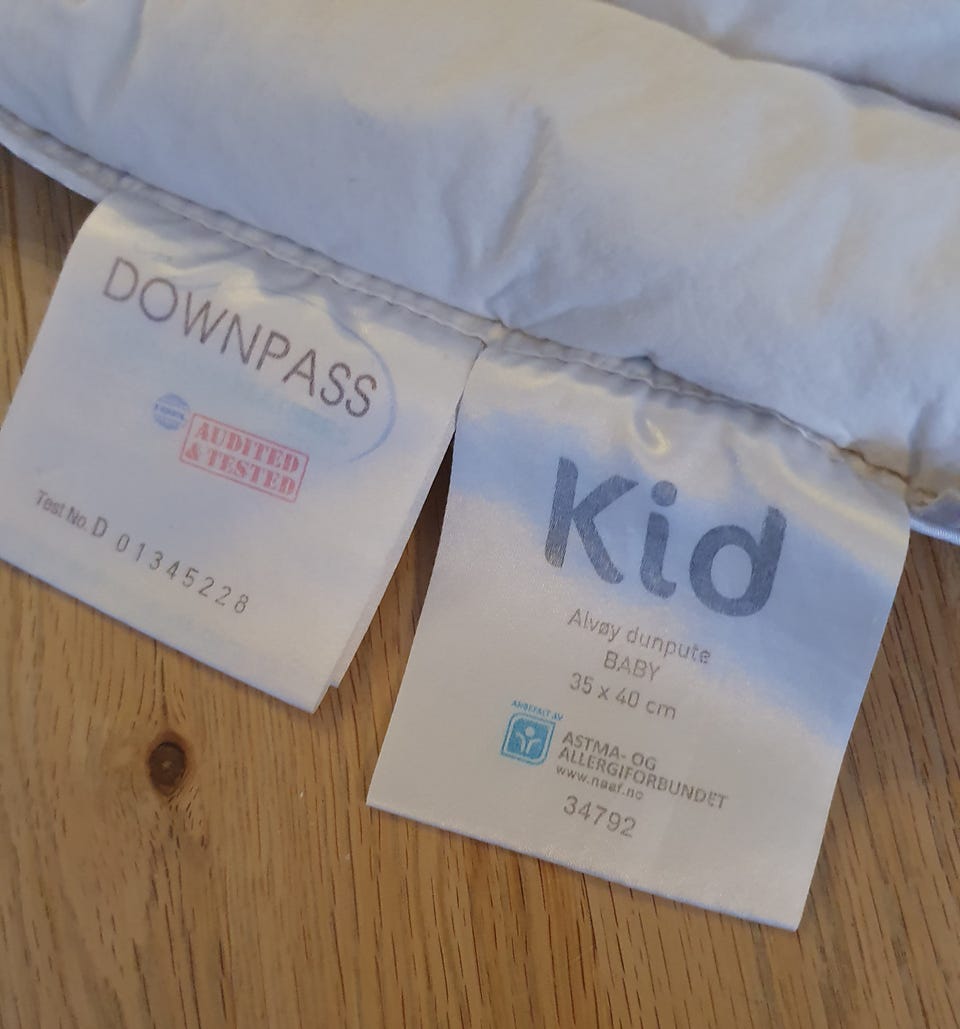 DOWNPASS
AUDITED
& TESTED
Test No. D 01345228
Kid
Alvøy dunpute
BABY
35 x 40 cm
ANBEFALT AV
ASTMA- OG
ALLERGIFORBUNDET
www.naaf.no
34792